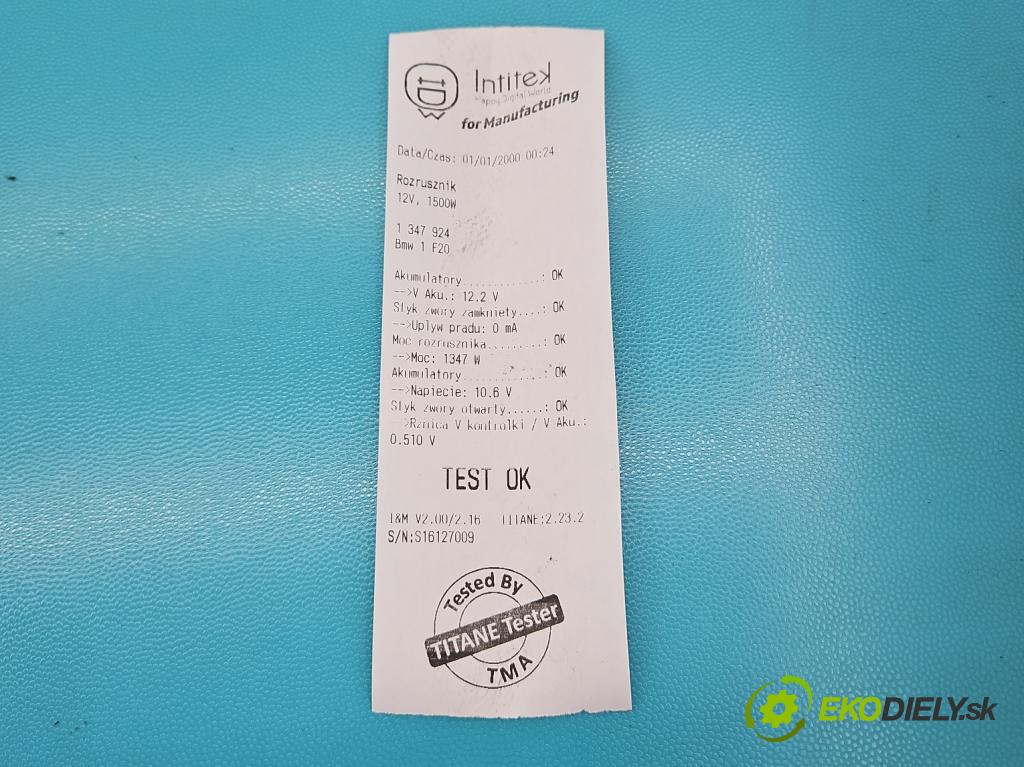 Intitek
Happy Digital World
for Manufacturing
Data/Czas: 01/01/2000 00:24
Rozrusznik
12V, 1500W
1 347 924
Bmw 1 F20
Akumulatory............: OK
-->V Aku.: 12.2 V
Styk zwory zamkniety....: OK
-->Uplyw pradu: 0 mA
Moc rozrusznika.........: OK
-->Moc: 1347 W
Akumulatory............: OK
-->Napiecie: 10.6 V
Styk zwory otwarty......: OK
-->Rznica V kontrolki / V Aku.:
0.510 V
TEST OK
I&M V2.00/2.16 TITANE:2.23.2
S/N:S16127009
Tested By
TITANE Tester
TMA
EKODIELY.sk